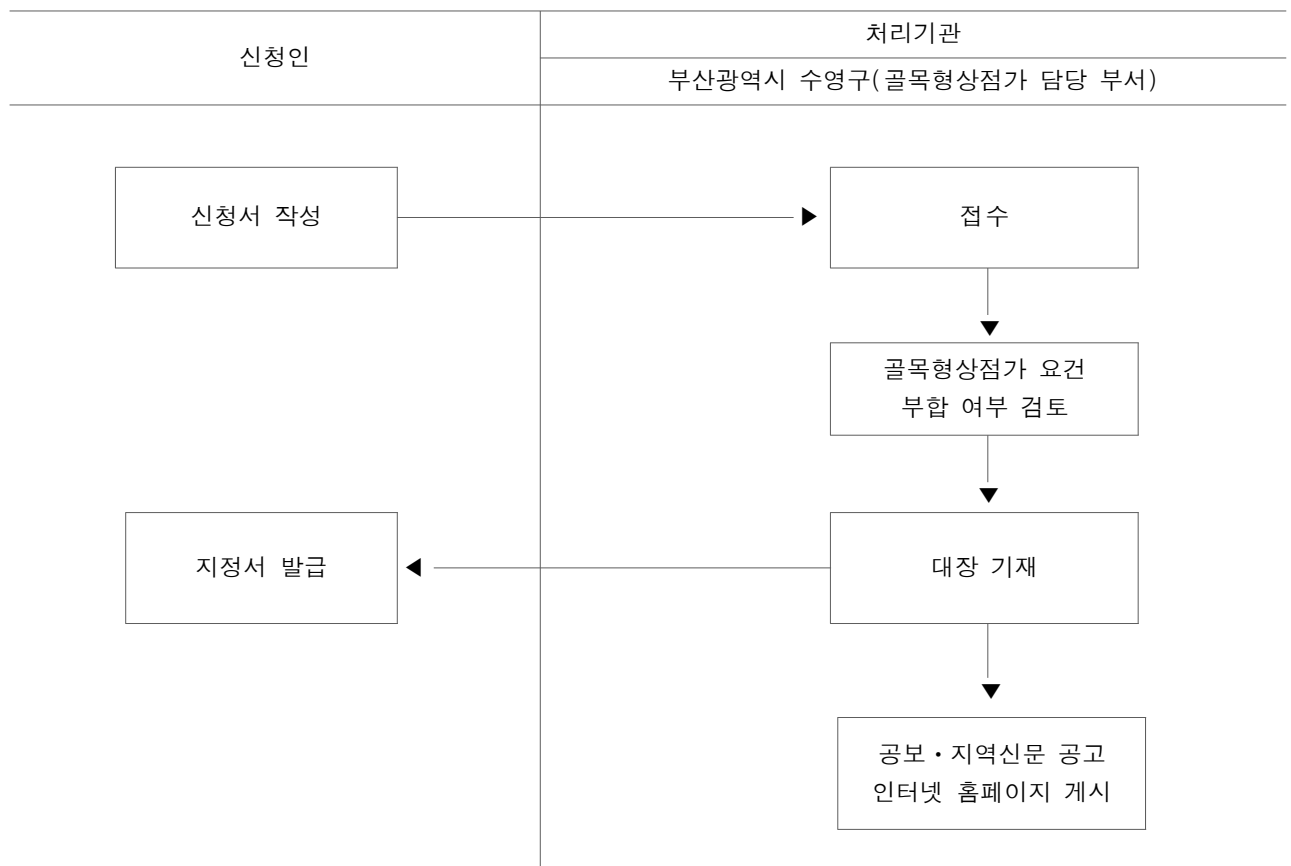 신청인
처리기관
부산광역시 수영구(골목형상점가 담당 부서)
신청서 작성
접수
골목형상점가 요건
부합 여부 검토
지정서 발급
대장 기재
공보・지역신문 공고
인터넷 홈페이지 게시